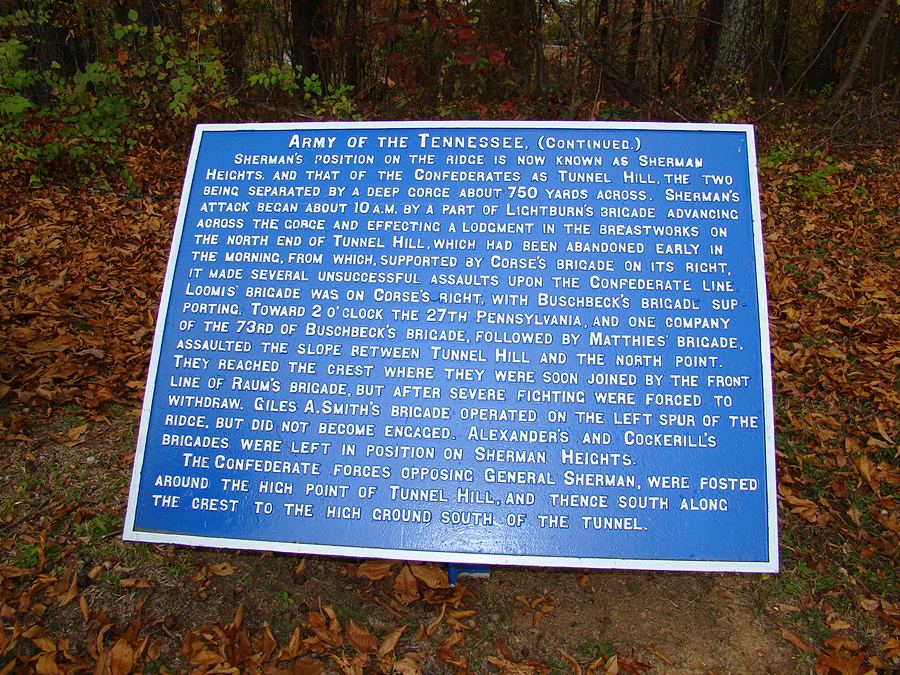 ARMY OF THE TENNESSEE, (CONTINUED.)
SHERMAN'S POSITION ON THE RIDGE IS NOW KNOWN AS SHERMAN
HEIGHTS, AND THAT OF THE CONFEDERATES AS TUNNEL HILL, THE TWO
BEING SEPARATED BY A DEEP GORGE ABOUT 750 YARDS ACROSS. SHERMAN'S
ATTACK BEGAN ABOUT 10 A.M. BY A PART OF LIGHTBURN'S BRIGADE ADVANCING
ACROSS THE GORGE AND EFFECTING A LODGMENT IN THE BREASTWORKS ON
THE NORTH END OF TUNNEL HILL, WHICH HAD BEEN ABANDONED EARLY IN
THE MORNING, FROM WHICH, SUPPORTED BY CORSE'S BRIGADE ON ITS RIGHT,
IT MADE SEVERAL UNSUCCESSFUL ASSAULTS UPON THE CONFEDERATE LINE.
LOOMIS' BRIGADE WAS ON CORSE'S RIGHT, WITH BUSCHBECK'S BRIGADE SUP-
PORTING. TOWARD 2 O'CLOCK THE 27TH PENNSYLVANIA, AND ONE COMPANY
OF THE 73RD OF BUSCHBECK'S BRIGADE, FOLLOWED BY MATTHIES' BRIGADE,
ASSAULTED THE SLOPE BETWEEN TUNNEL HILL AND THE NORTH POINT.
THEY REACHED THE CREST WHERE THEY WERE SOON JOINED BY THE FRONT
LINE OF RAUM'S BRIGADE, BUT AFTER SEVERE FIGHTING WERE FORCED TO
WITHDRAW. GILES A. SMITH'S BRIGADE OPERATED ON THE LEFT SPUR OF THE
RIDGE, BUT DID NOT BECOME ENGAGED. ALEXANDER'S AND COCKERILL'S
BRIGADES WERE LEFT IN POSITION ON SHERMAN HEIGHTS.
THE CONFEDERATE FORCES OPPOSING GENERAL SHERMAN, WERE POSTED
AROUND THE HIGH POINT OF TUNNEL HILL, AND THENCE SOUTH ALONG
THE CREST TO THE HIGH GROUND SOUTH OF THE TUNNEL.